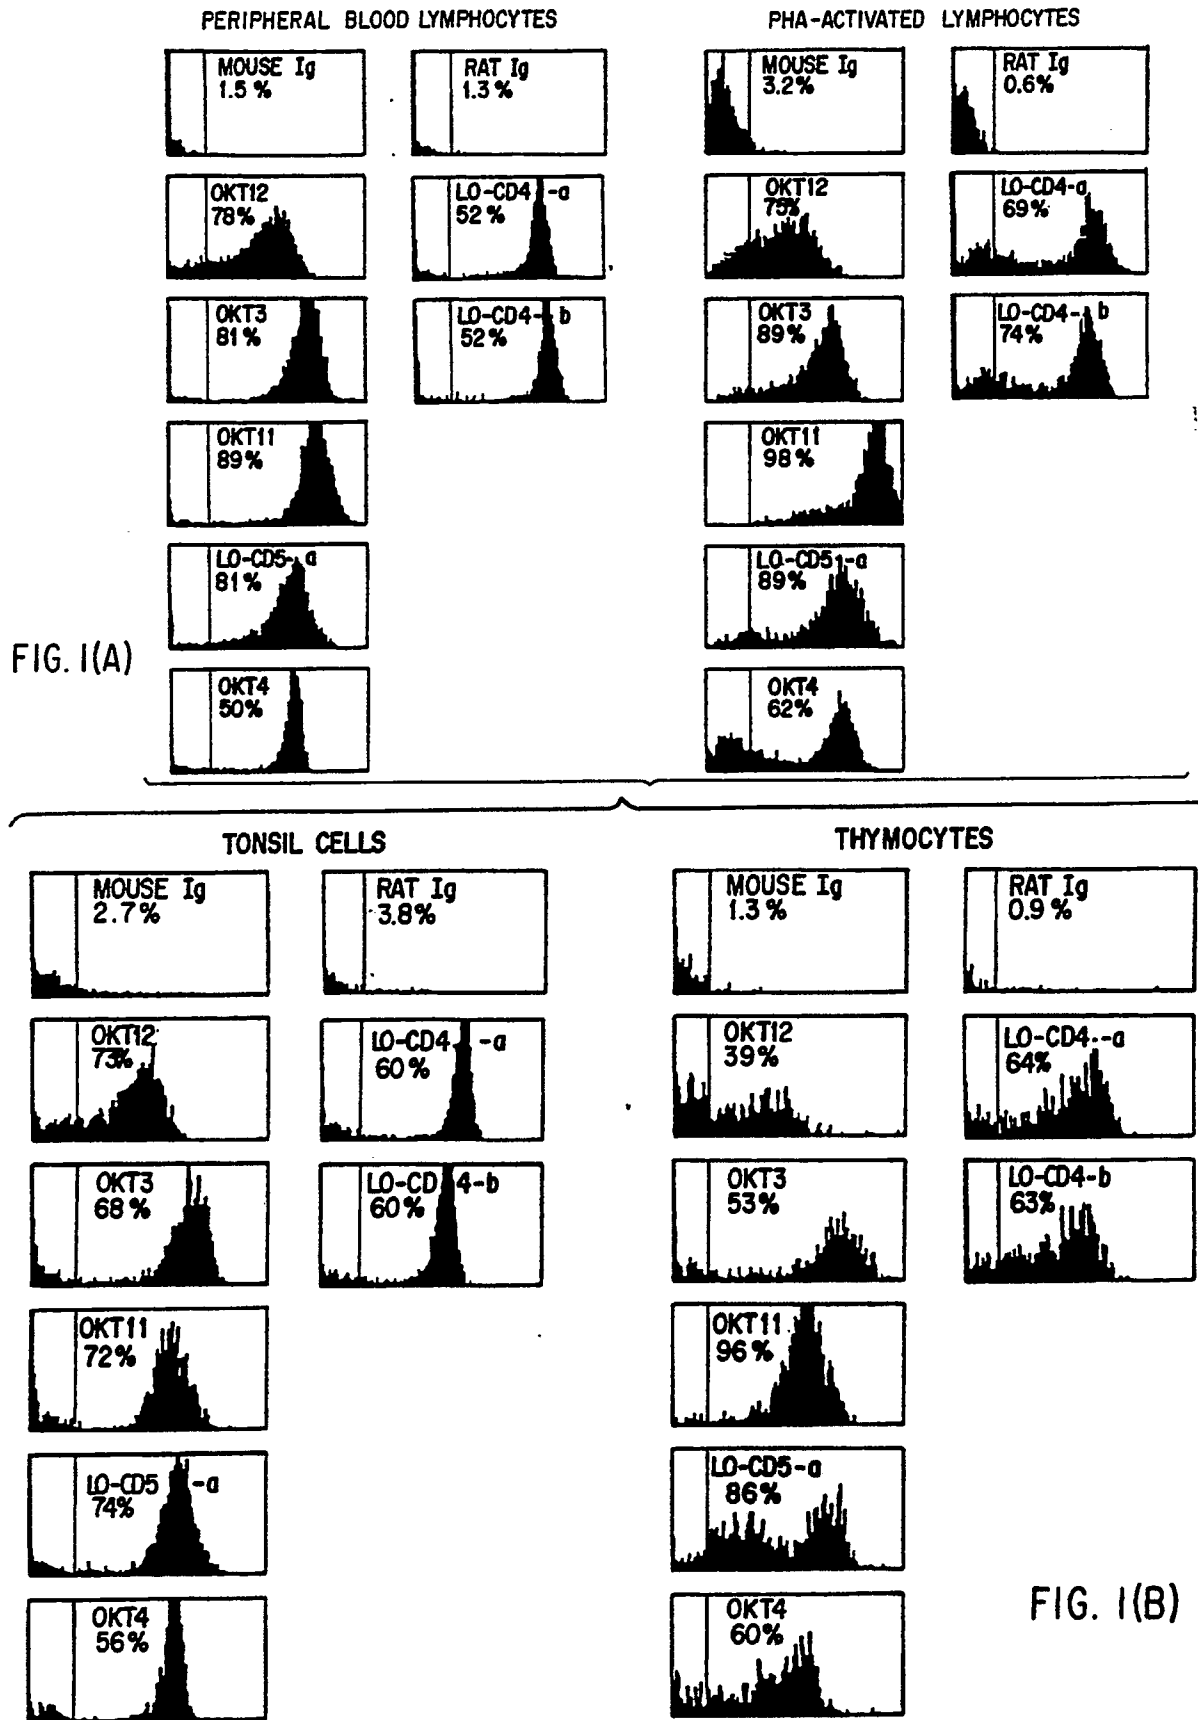 PERIPHERAL BLOOD LYMPHOCYTES
MOUSE Ig
1.5%
RAT Ig
1.3%
OKT12
78%
LO-CD4 -a
52%
OKT3
81%
LO-CD4- b
52%
OKT11
89%
LO-CD5- a
81%
OKT4
50%
PHA-ACTIVATED LYMPHOCYTES
MOUSE Ig
3.2%
RAT Ig
0.6%
OKT12
75%
LO-CD4-a
69%
OKT3
89%
LO-CD4- b
74%
OKT11
98%
LO-CD5 -a
89%
OKT4
62%
FIG. 1(A)
TONSIL CELLS
MOUSE Ig
2.7%
RAT Ig
3.8%
OKT12
73%
LO-CD4 -a
60%
OKT3
68%
LO-CD 4-b
60%
OKT11
72%
LO-CD5 -a
74%
OKT4
56%
THYMOCYTES
MOUSE Ig
1.3%
RAT Ig
0.9%
OKT12
39%
LO-CD4.-a
64%
OKT3
53%
LO-CD4-b
63%
OKT11
96%
LO-CD5-a
86%
OKT4
60%
FIG. 1(B)